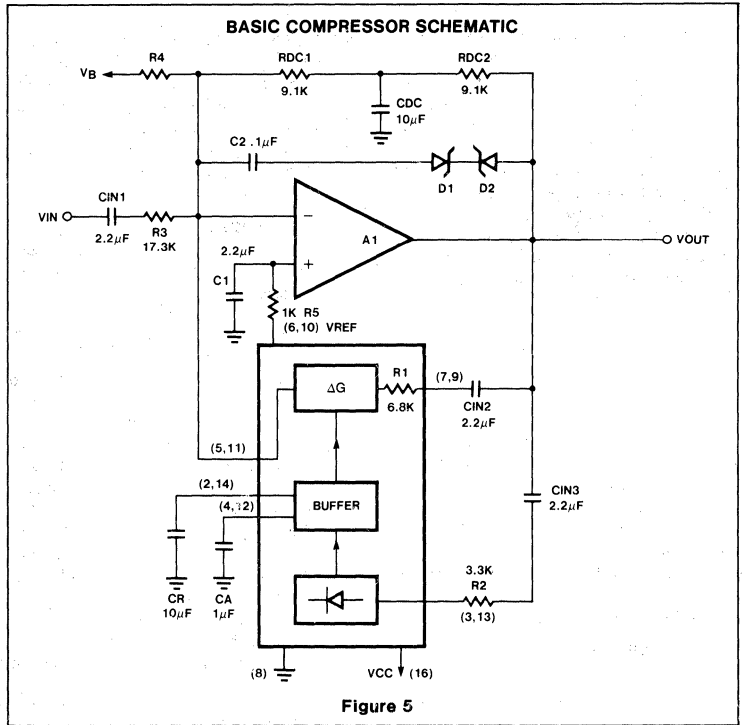 BASIC COMPRESSOR SCHEMATIC
R4
RDC1
RDC2
VB
9.1K
9.1K
CDC
10µF
C2 .1µF
D1
D2
CIN1
VIN
R3
2.2µF
17.3K
2.2µF
−
+
A1
VOUT
C1
1K R5
(6,10) VREF
ΔG
R1
(7,9)
6.8K
CIN2
2.2µF
(5,11)
(2,14)
BUFFER
CIN3
2.2µF
(4,12)
3.3K
R2
(3,13)
CR
10µF
CA
1µF
(8)
VCC
(16)
Figure 5